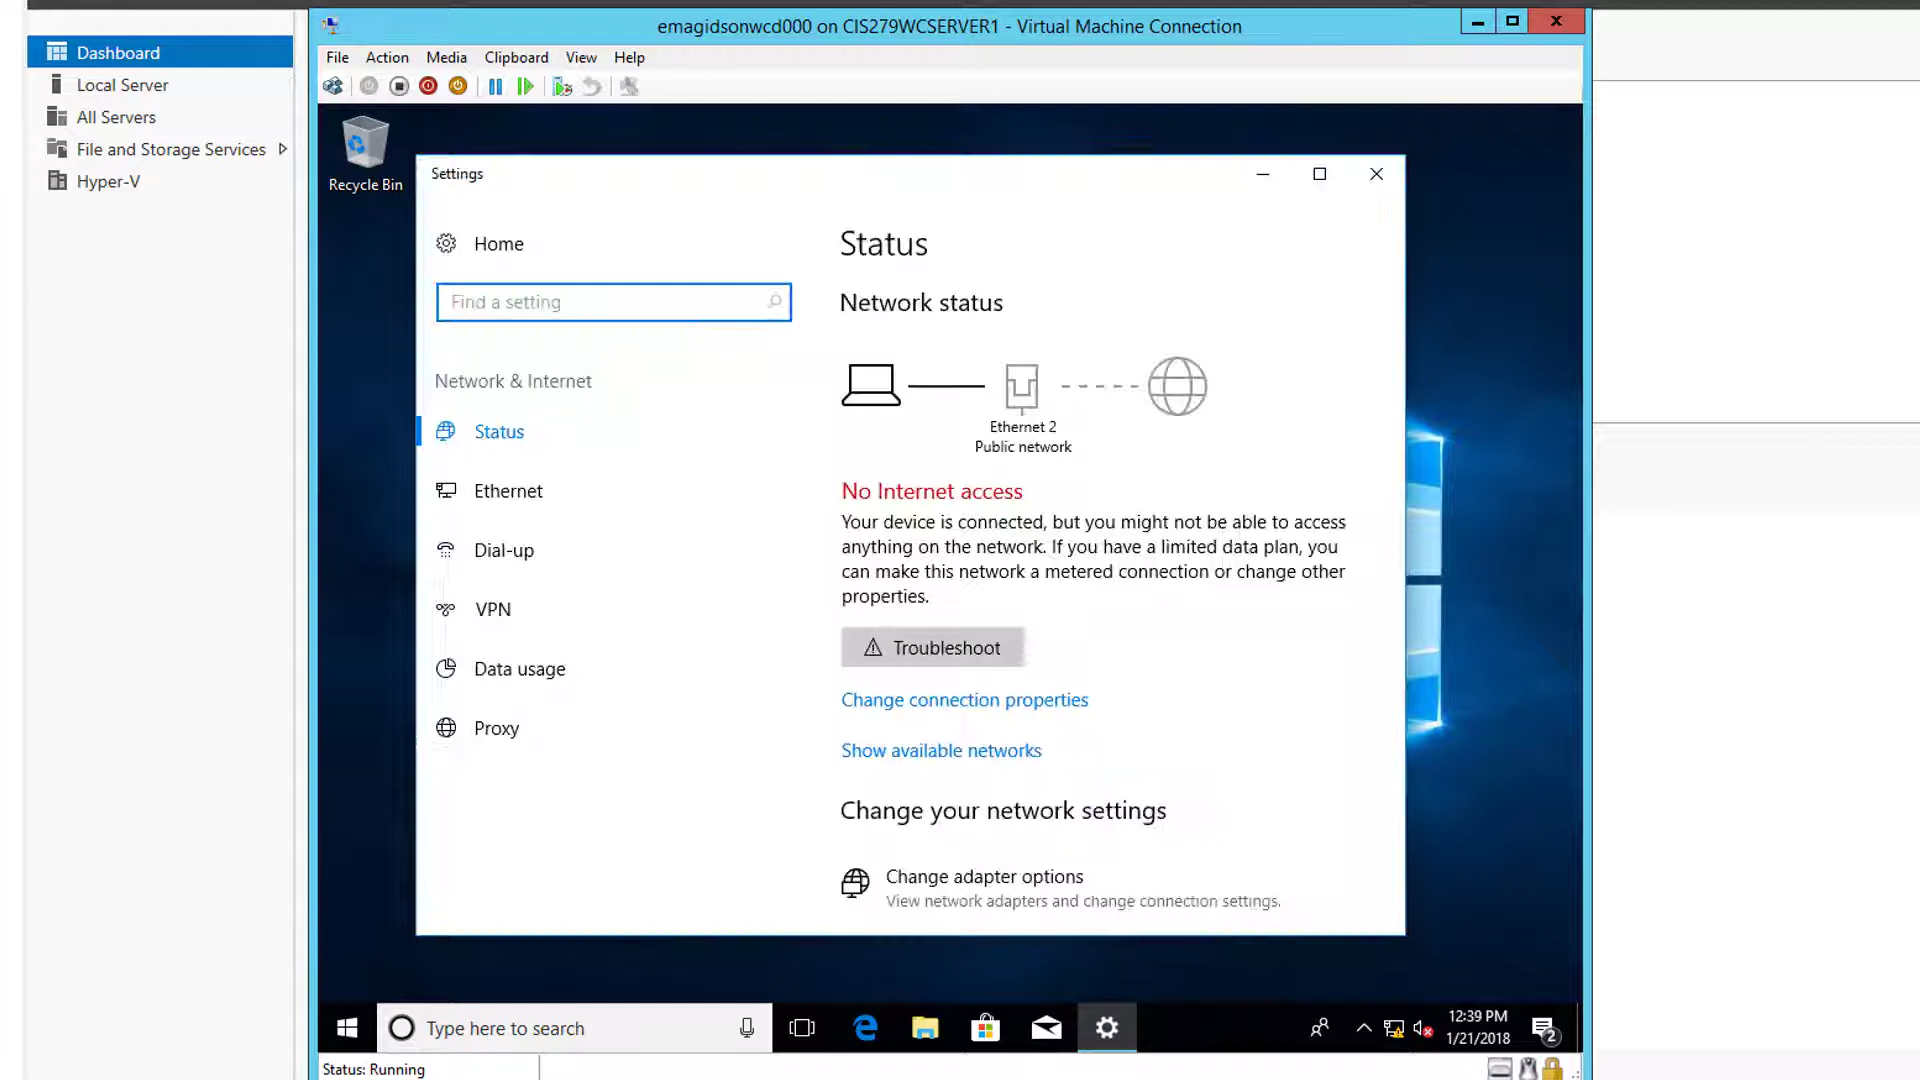 emagidsonwcd000 on CIS279WCSERVER1 - Virtual Machine Connection
Dashboard
Local Server
All Servers
File and Storage Services
Hyper-V
File Action Media Clipboard View Help
Recycle Bin
Settings
Home
Find a setting
Network & Internet
Status
Ethernet
Dial-up
VPN
Data usage
Proxy
Status
Network status
Ethernet 2
Public network
No Internet access
Your device is connected, but you might not be able to access
anything on the network. If you have a limited data plan, you
can make this network a metered connection or change other
properties.
Troubleshoot
Change connection properties
Show available networks
Change your network settings
Change adapter options
View network adapters and change connection settings.
Type here to search
12:39 PM
1/21/2018
2
Status: Running